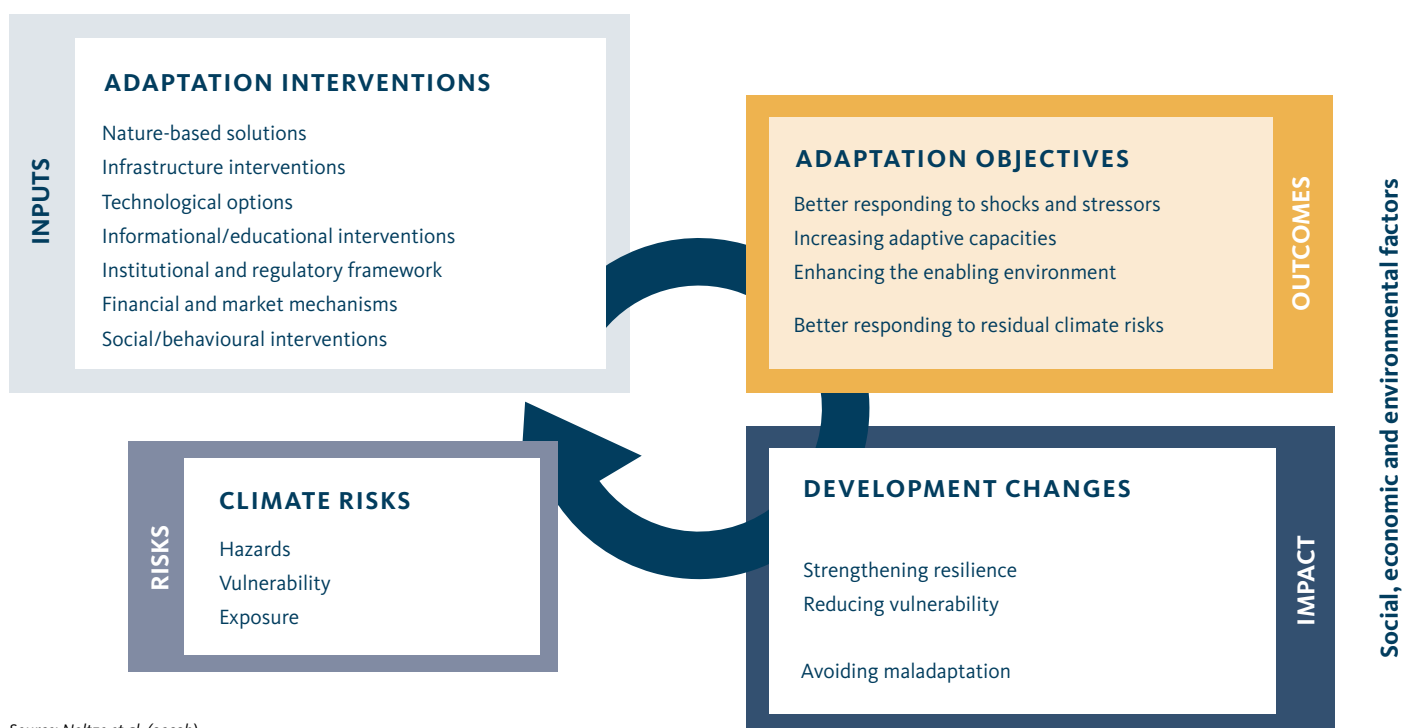 INPUTS
ADAPTATION INTERVENTIONS
Nature-based solutions
Infrastructure interventions
Technological options
Informational/educational interventions
Institutional and regulatory framework
Financial and market mechanisms
Social/behavioural interventions
ADAPTATION OBJECTIVES
Better responding to shocks and stressors
Increasing adaptive capacities
Enhancing the enabling environment
Better responding to residual climate risks
OUTCOMES
RISKS
CLIMATE RISKS
Hazards
Vulnerability
Exposure
DEVELOPMENT CHANGES
Strengthening resilience
Reducing vulnerability
Avoiding maladaptation
IMPACT
Social, economic and environmental factors